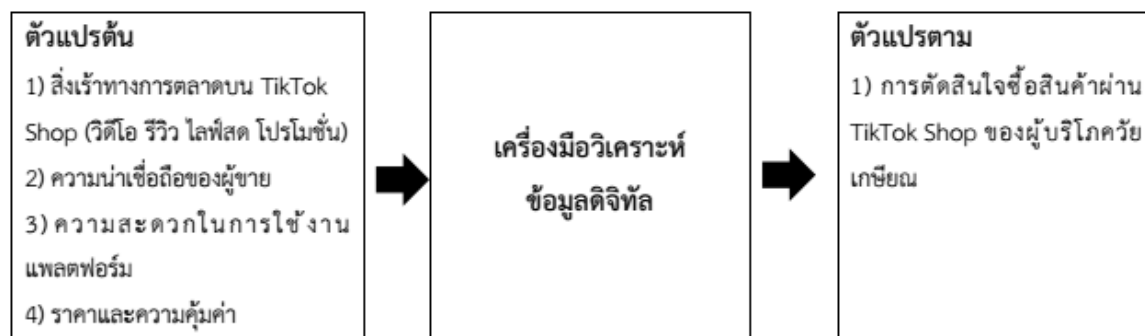 ตัวแปรต้น
1) สิ่งเร้าทางการตลาดบน TikTok
Shop (วิดีโอ รีวิว ไลฟ์สด โปรโมชั่น)
2) ความน่าเชื่อถือของผู้ขาย
3) ความสะดวกในการใช้งาน
แพลตฟอร์ม
4) ราคาและความคุ้มค่า
เครื่องมือวิเคราะห์
ข้อมูลดิจิทัล
ตัวแปรตาม
1) การตัดสินใจซื้อสินค้าผ่าน
TikTok Shop ของผู้บริโภควัย
เกษียณ